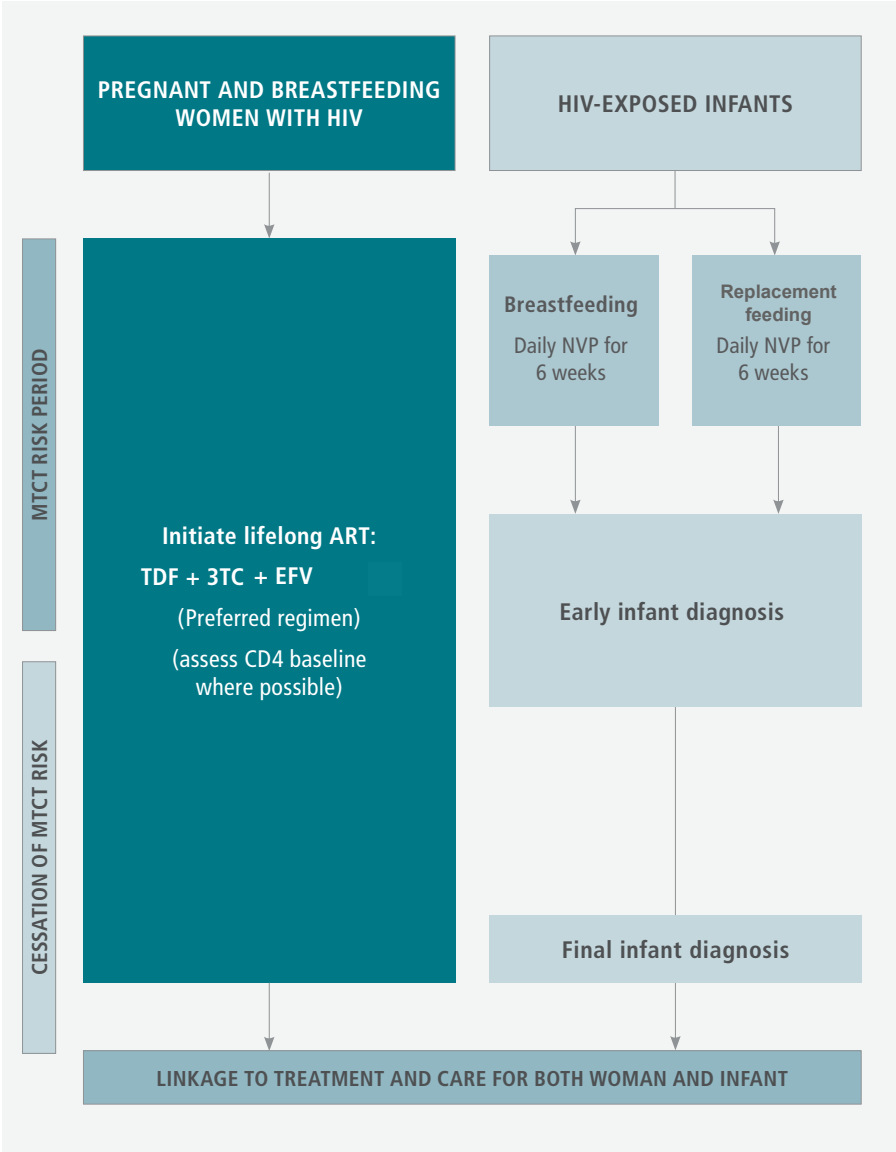 PREGNANT AND BREASTFEEDING
WOMEN WITH HIV
HIV-EXPOSED INFANTS
MTCT RISK PERIOD
CESSATION OF MTCT RISK
Initiate lifelong ART:
TDF + 3TC + EFV
(Preferred regimen)
(assess CD4 baseline
where possible)
Breastfeeding
Daily NVP for
6 weeks
Replacement
feeding
Daily NVP for
6 weeks
Early infant diagnosis
Final infant diagnosis
LINKAGE TO TREATMENT AND CARE FOR BOTH WOMAN AND INFANT